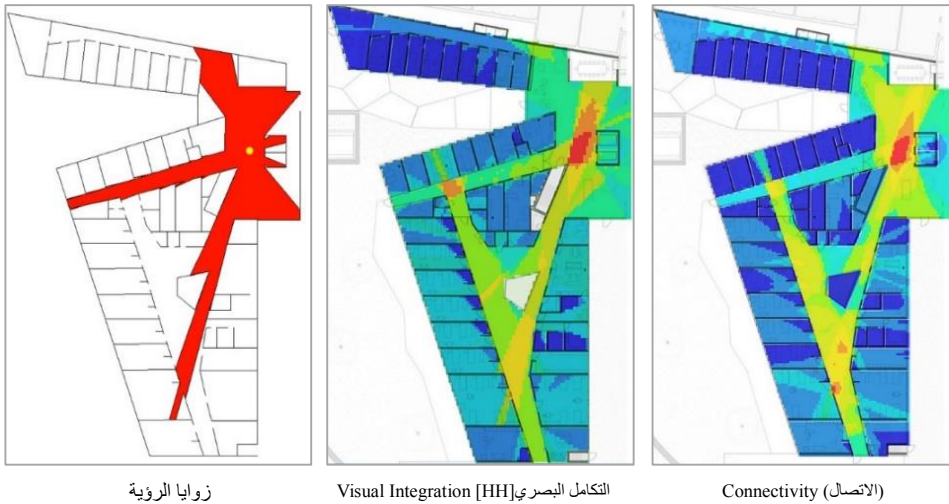 زوايا الرؤية
Visual Integration [HH]التكامل البصري
Connectivity (الاتصال)